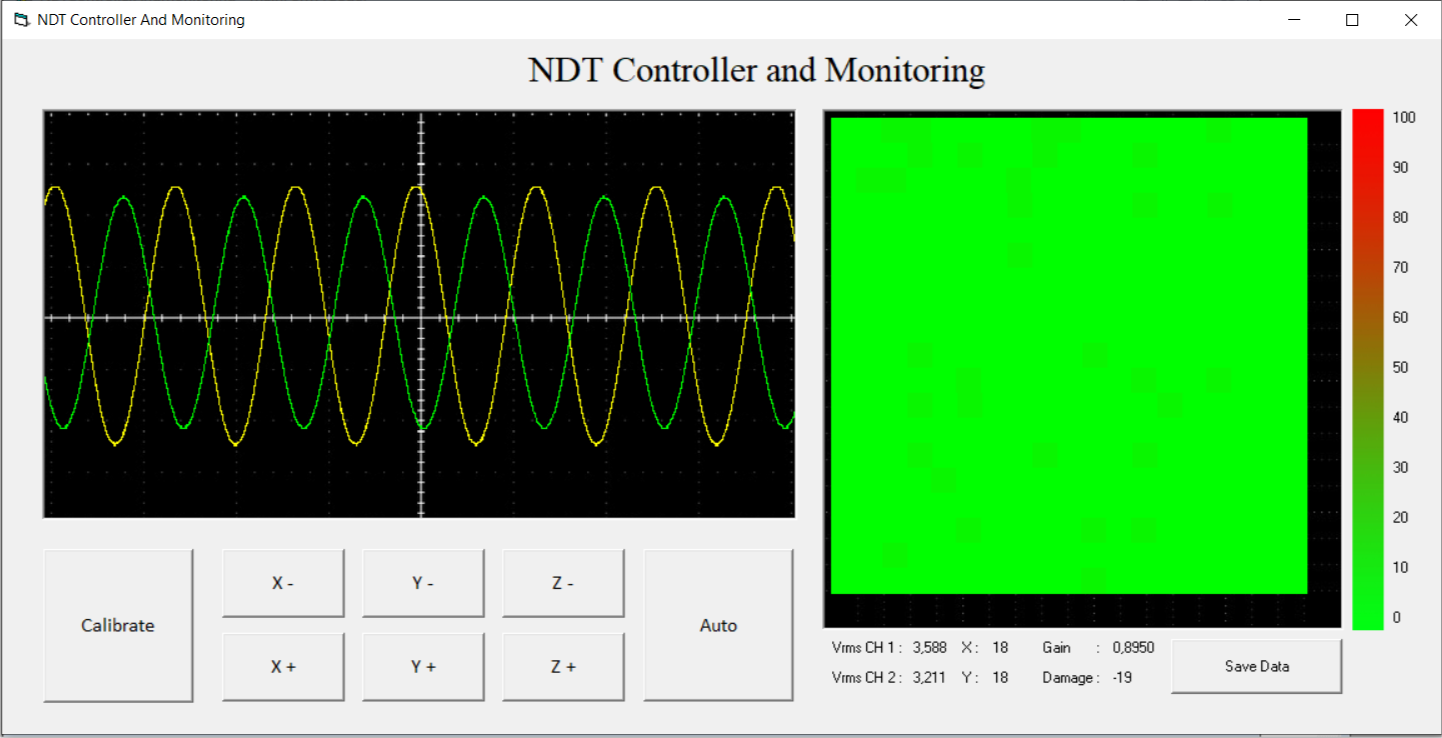 NDT Controller And Monitoring
NDT Controller and Monitoring
100
90
80
70
60
50
40
30
20
10
0
Calibrate
X -
Y -
Z -
X +
Y +
Z +
Auto
Vrms CH 1 : 3,588 X : 18 Gain : 0,8950
Vrms CH 2 : 3,211 Y : 18 Damage : -19
Save Data